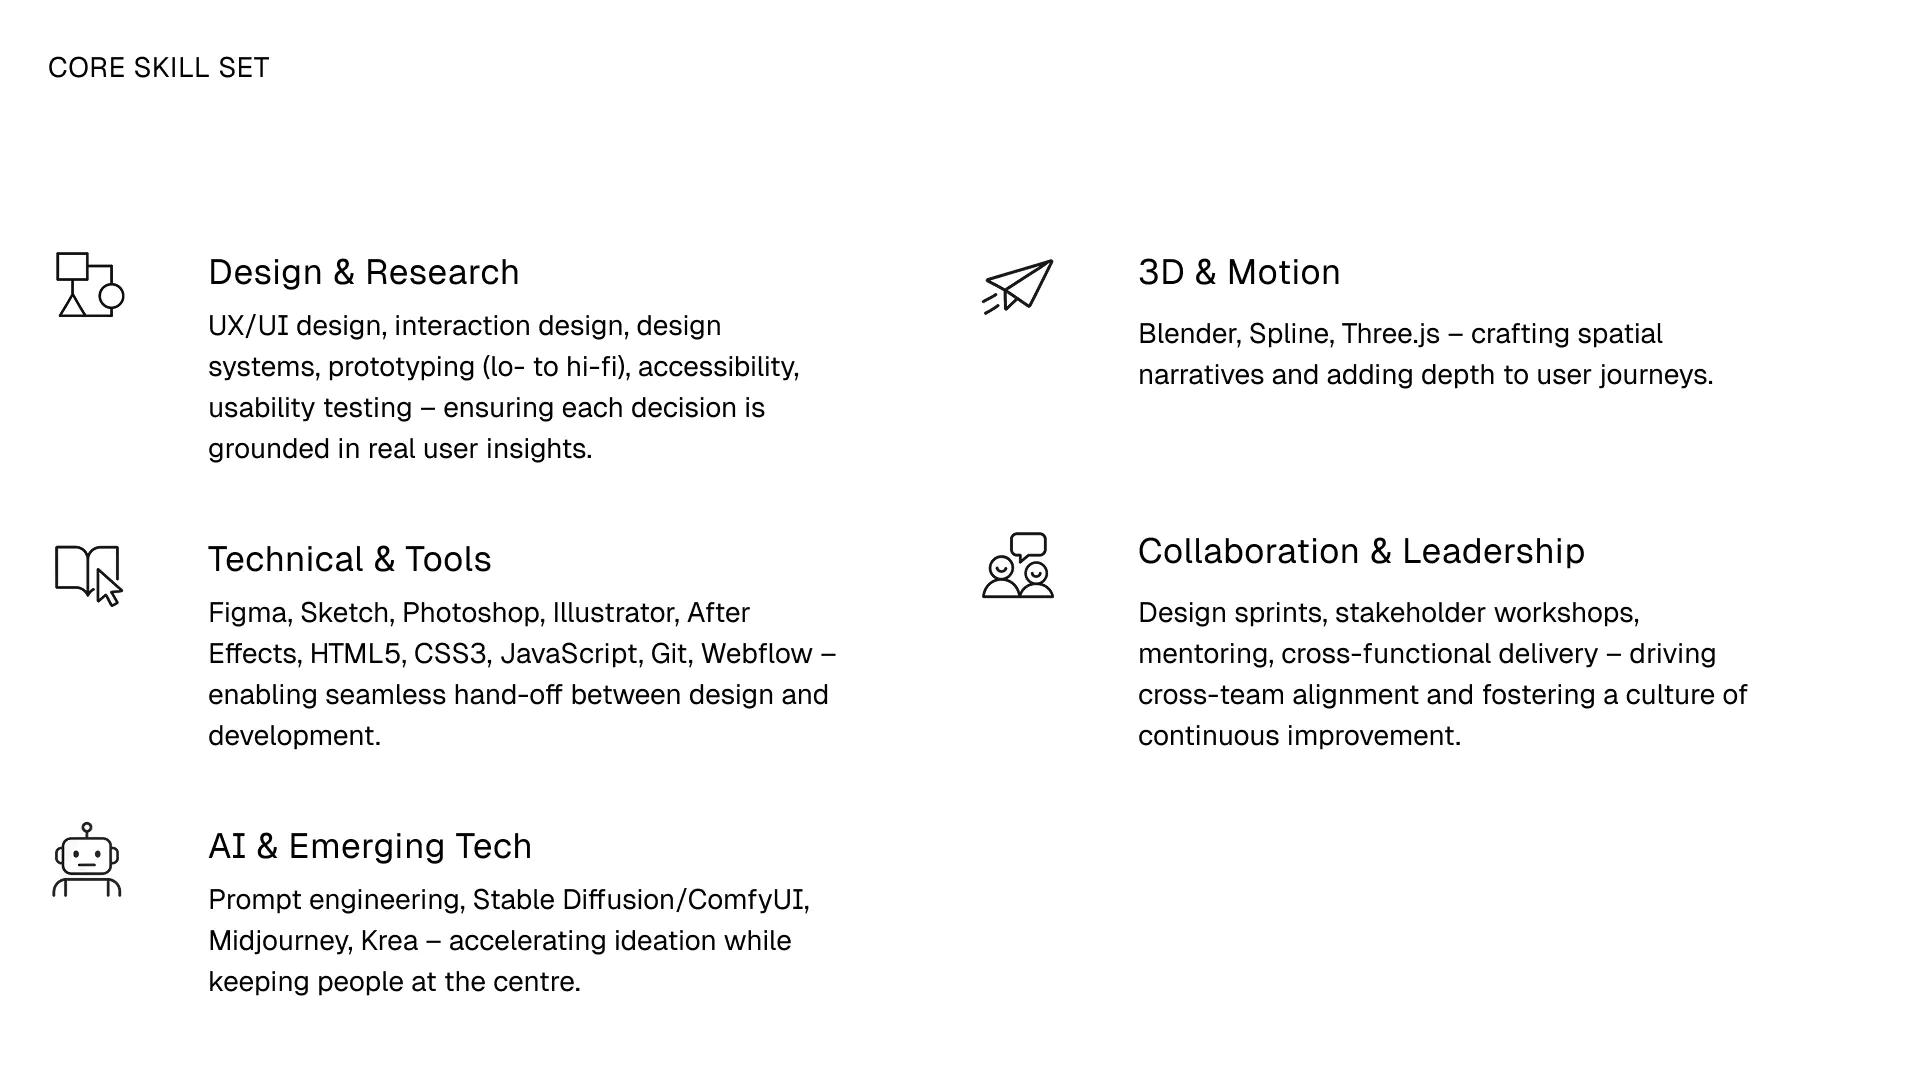 CORE SKILL SET
Design & Research
UX/UI design, interaction design, design
systems, prototyping (lo- to hi-fi), accessibility,
usability testing – ensuring each decision is
grounded in real user insights.
Technical & Tools
Figma, Sketch, Photoshop, Illustrator, After
Effects, HTML5, CSS3, JavaScript, Git, Webflow –
enabling seamless hand-off between design and
development.
AI & Emerging Tech
Prompt engineering, Stable Diffusion/ComfyUI,
Midjourney, Krea – accelerating ideation while
keeping people at the centre.
3D & Motion
Blender, Spline, Three.js – crafting spatial
narratives and adding depth to user journeys.
Collaboration & Leadership
Design sprints, stakeholder workshops,
mentoring, cross-functional delivery – driving
cross-team alignment and fostering a culture of
continuous improvement.